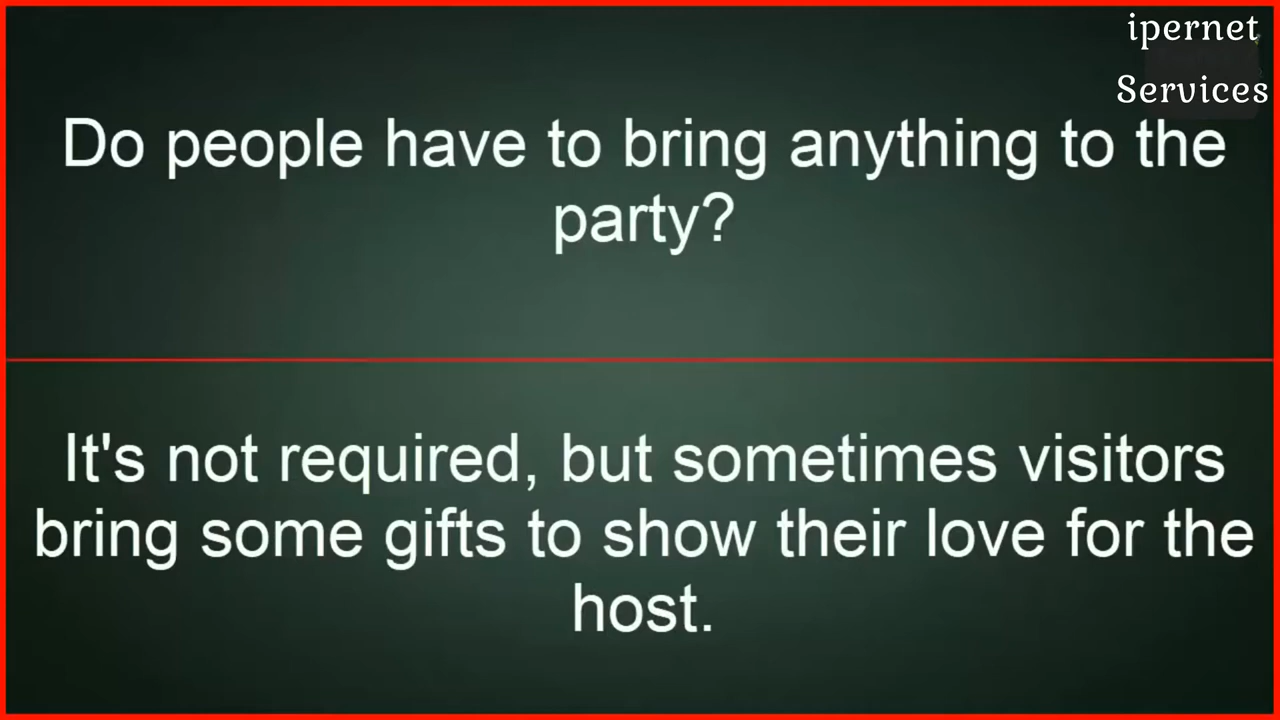 ipernet
Services
Do people have to bring anything to the
party?
It's not required, but sometimes visitors
bring some gifts to show their love for the
host.